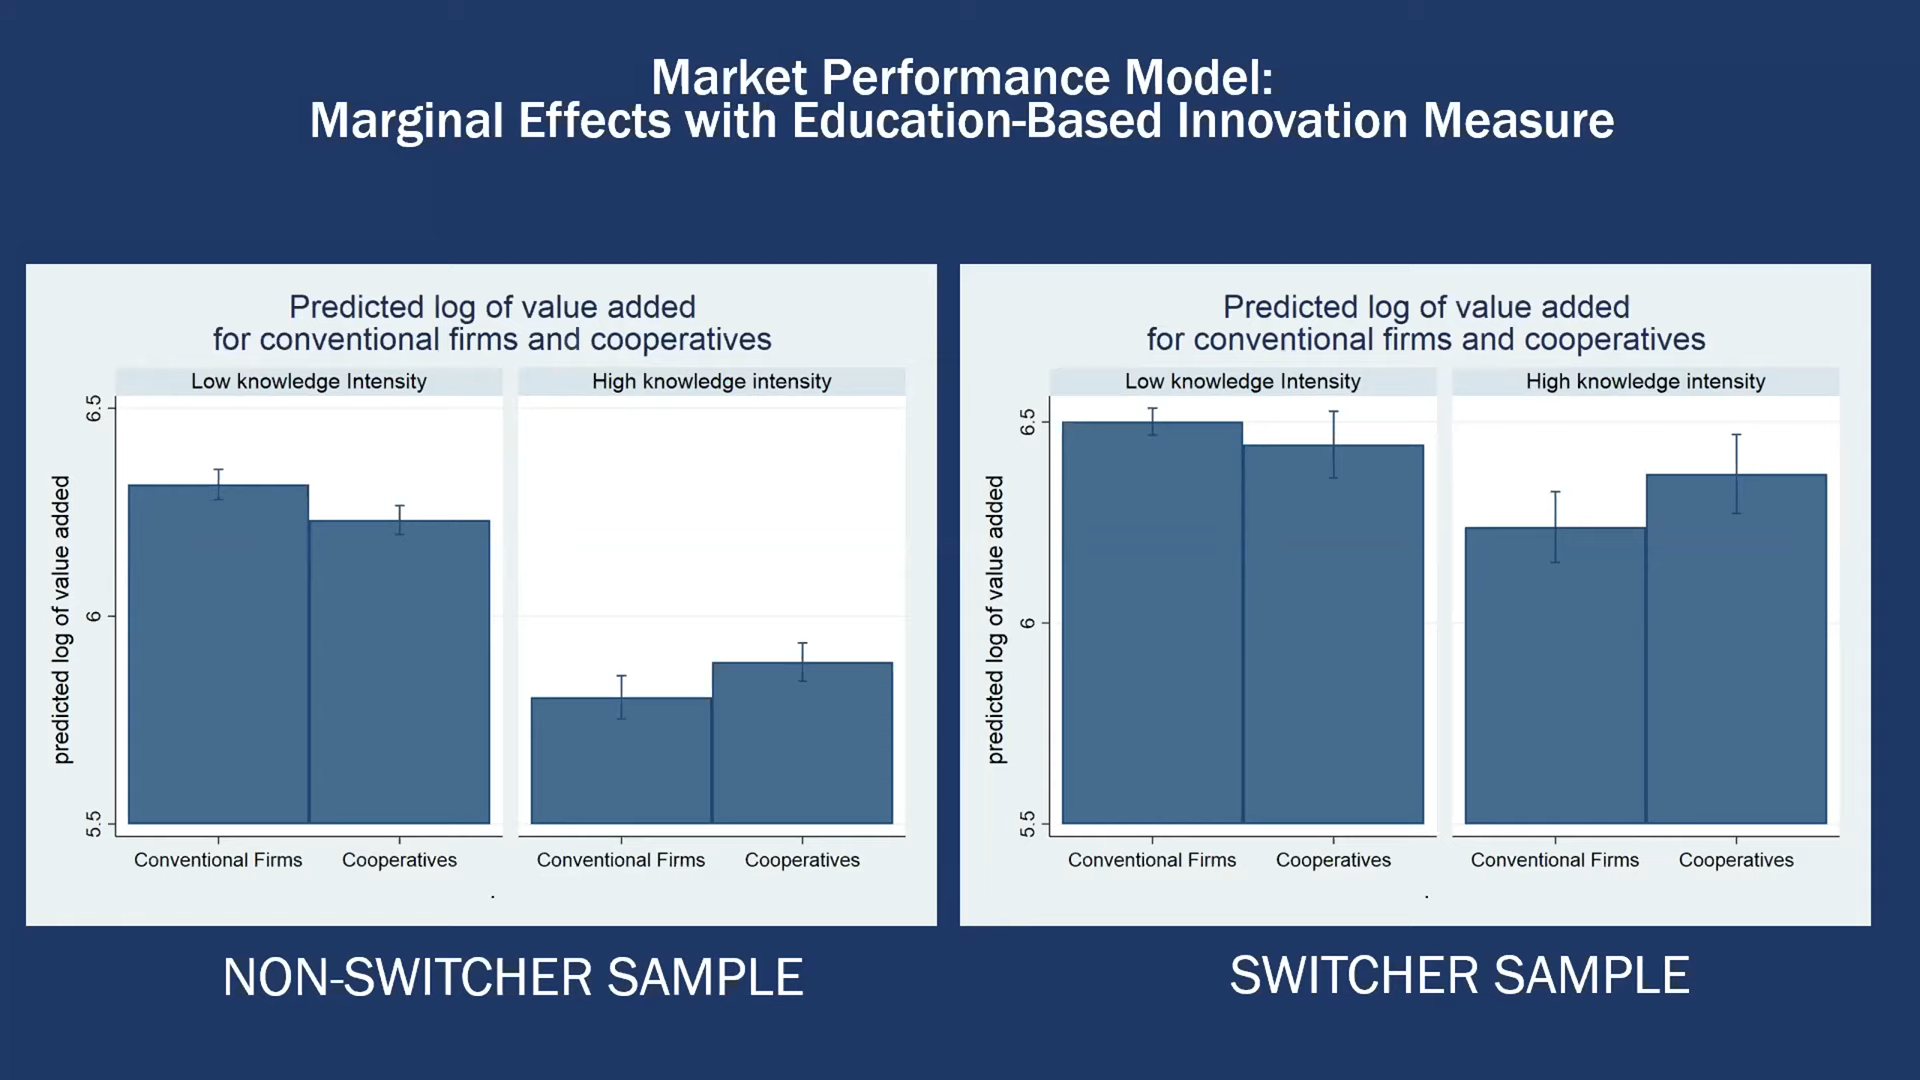 Market Performance Model:
Marginal Effects with Education-Based Innovation Measure
Predicted log of value added
for conventional firms and cooperatives
Low knowledge Intensity
High knowledge intensity
predicted log of value added
6.5
6
5.5
Conventional Firms
Cooperatives
Conventional Firms
Cooperatives
.
NON-SWITCHER SAMPLE
Predicted log of value added
for conventional firms and cooperatives
Low knowledge Intensity
High knowledge intensity
predicted log of value added
6.5
6
5.5
Conventional Firms
Cooperatives
Conventional Firms
Cooperatives
.
SWITCHER SAMPLE